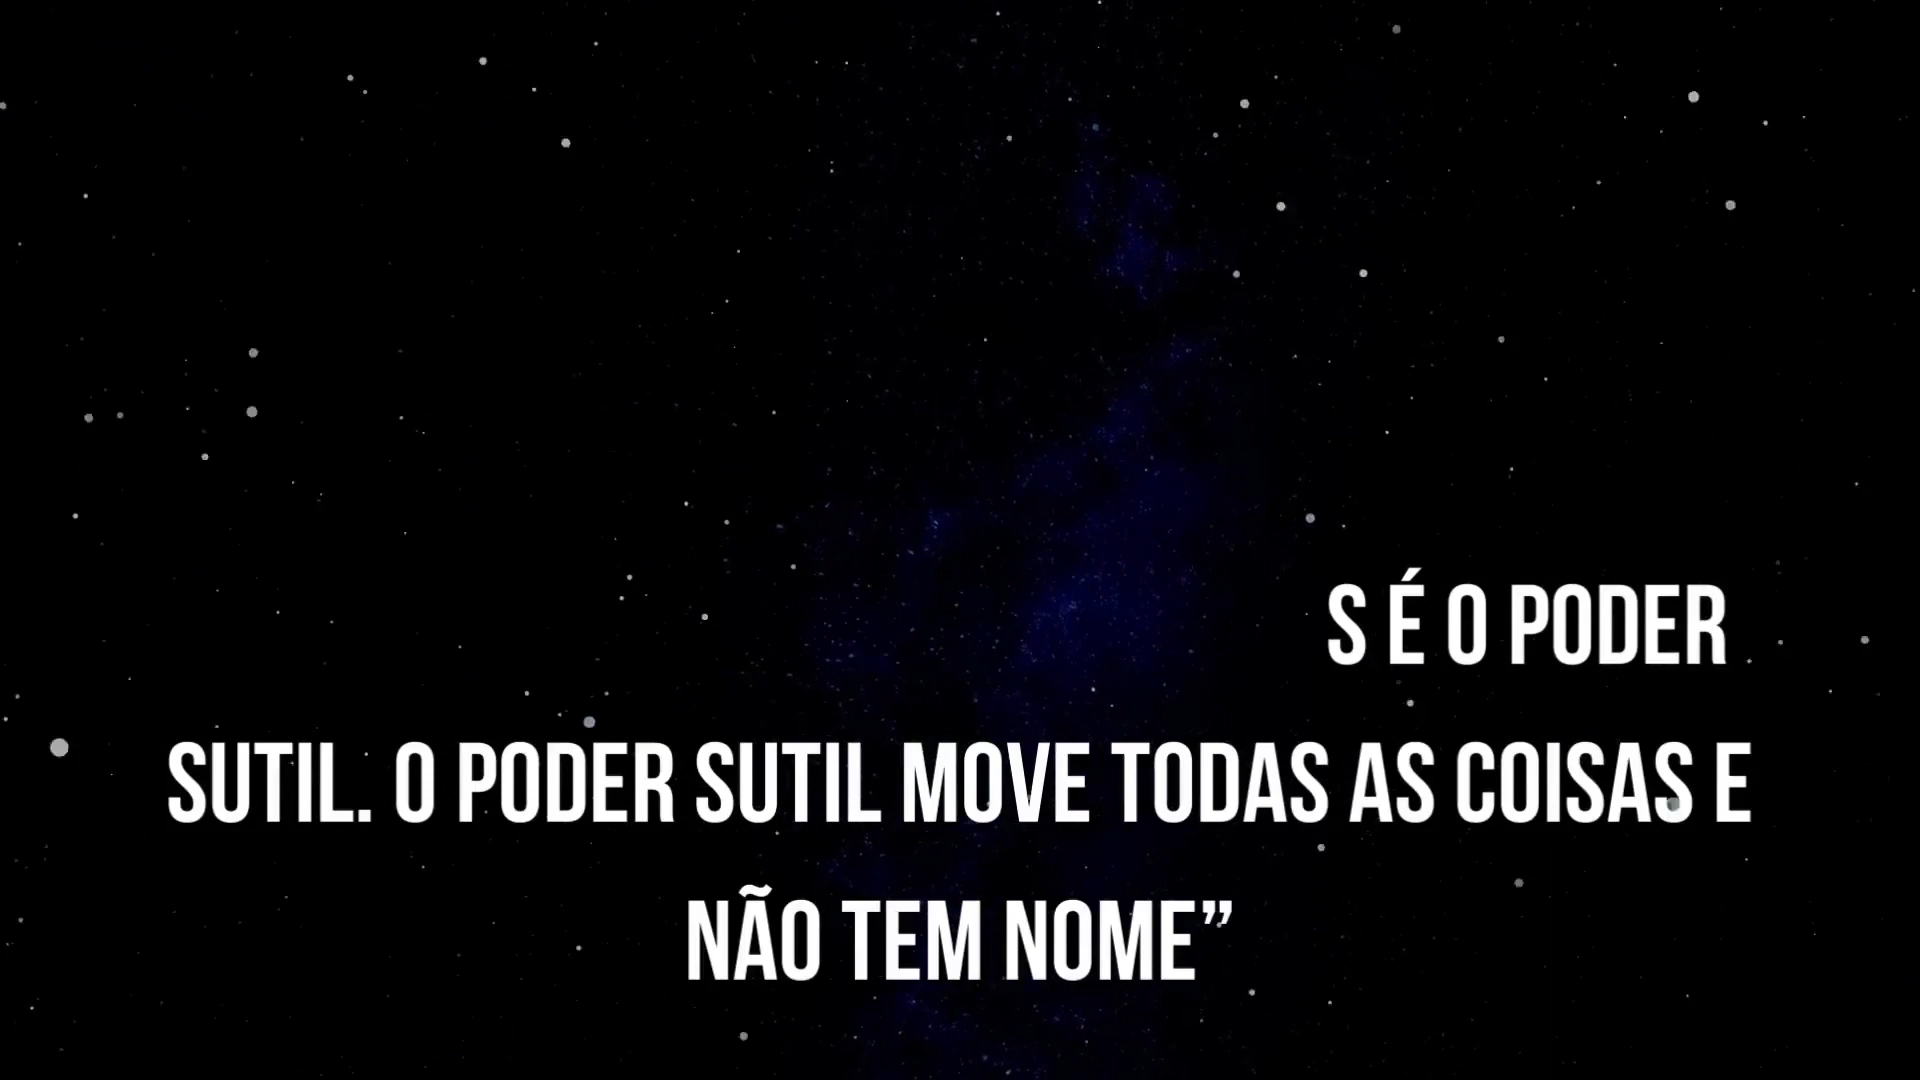 S É O PODER
SUTIL. O PODER SUTIL MOVE TODAS AS COISAS E
NÃO TEM NOME”